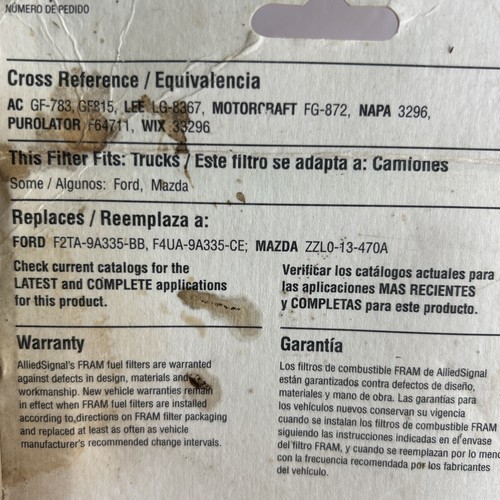 NÚMERO DE PEDIDO
Cross Reference / Equivalencia
AC GF-783, GF815, LEE LG-8367, MOTORCRAFT FG-872, NAPA 3296,
PUROLATOR F64711, WIX 33296
This Filter Fits: Trucks / Este filtro se adapta a: Camiones
Some / Algunos: Ford, Mazda
Replaces / Reemplaza a:
FORD F2TA-9A335-BB, F4UA-9A335-CE; MAZDA ZZL0-13-470A
Check current catalogs for the
LATEST and COMPLETE applications
for this product.
Verificar los catálogos actuales para
las aplicaciones MAS RECIENTES
y COMPLETAS para este producto.
Warranty
AlliedSignal's FRAM fuel filters are warranted
against defects in design, materials and
workmanship. New vehicle warranties remain
in effect when FRAM fuel filters are installed
according to directions on FRAM filter packaging
and replaced at least as often as vehicle
manufacturer's recommended change intervals.
Garantía
Los filtros de combustible FRAM de AlliedSignal
están garantizados contra defectos de diseño,
materiales y mano de obra. Las garantías para
los vehículos nuevos conservan su vigencia
cuando se instalan los filtros de combustible FRAM
siguiendo las instrucciones indicadas en el envase
del filtro FRAM, y cuando se reemplazan por lo meno
con la frecuencia recomendada por los fabricantes
del vehículo.